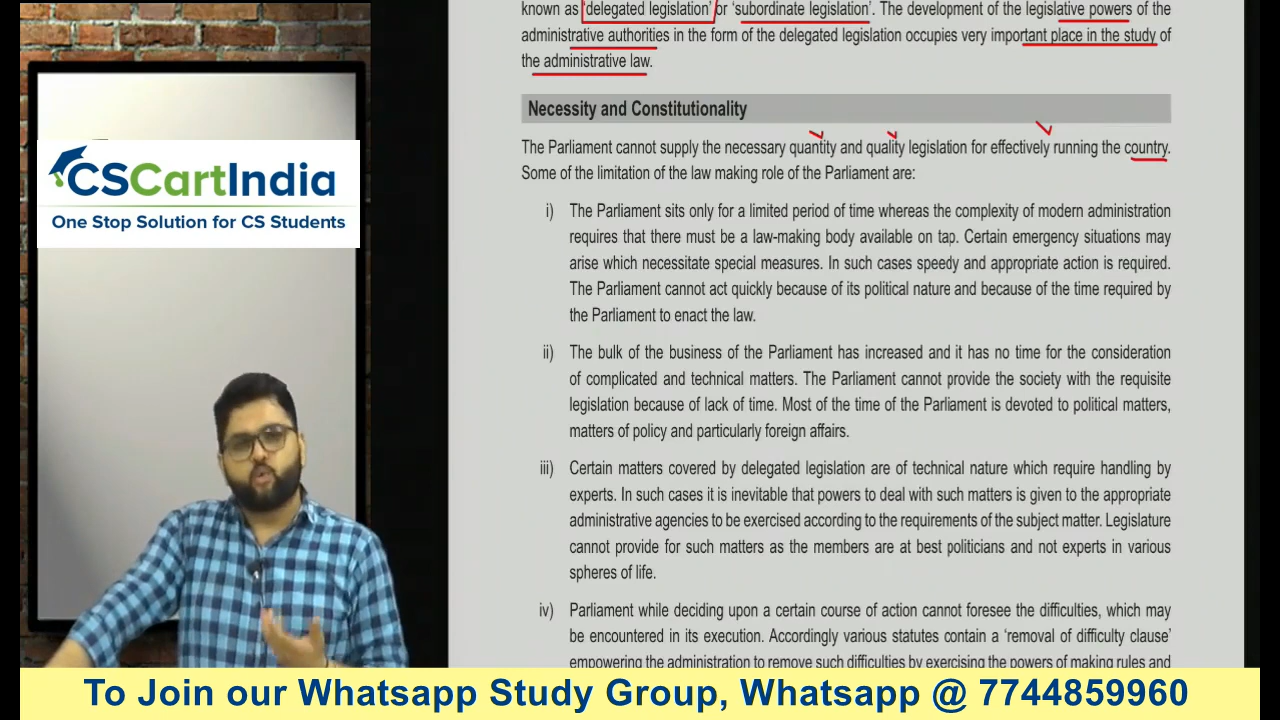 CSCartIndia
One Stop Solution for CS Students
known as ‘delegated legislation’ or ‘subordinate legislation’. The development of the legislative powers of the
administrative authorities in the form of the delegated legislation occupies very important place in the study of
the administrative law.
Necessity and Constitutionality
The Parliament cannot supply the necessary quantity and quality legislation for effectively running the country.
Some of the limitation of the law making role of the Parliament are:
i) The Parliament sits only for a limited period of time whereas the complexity of modern administration
requires that there must be a law-making body available on tap. Certain emergency situations may
arise which necessitate special measures. In such cases speedy and appropriate action is required.
The Parliament cannot act quickly because of its political nature and because of the time required by
the Parliament to enact the law.
ii) The bulk of the business of the Parliament has increased and it has no time for the consideration
of complicated and technical matters. The Parliament cannot provide the society with the requisite
legislation because of lack of time. Most of the time of the Parliament is devoted to political matters,
matters of policy and particularly foreign affairs.
iii) Certain matters covered by delegated legislation are of technical nature which require handling by
experts. In such cases it is inevitable that powers to deal with such matters is given to the appropriate
administrative agencies to be exercised according to the requirements of the subject matter. Legislature
cannot provide for such matters as the members are at best politicians and not experts in various
spheres of life.
iv) Parliament while deciding upon a certain course of action cannot foresee the difficulties, which may
be encountered in its execution. Accordingly various statutes contain a ‘removal of difficulty clause’
empowering the administration to remove such difficulties by exercising the powers of making rules and
To Join our Whatsapp Study Group, Whatsapp @ 7744859960